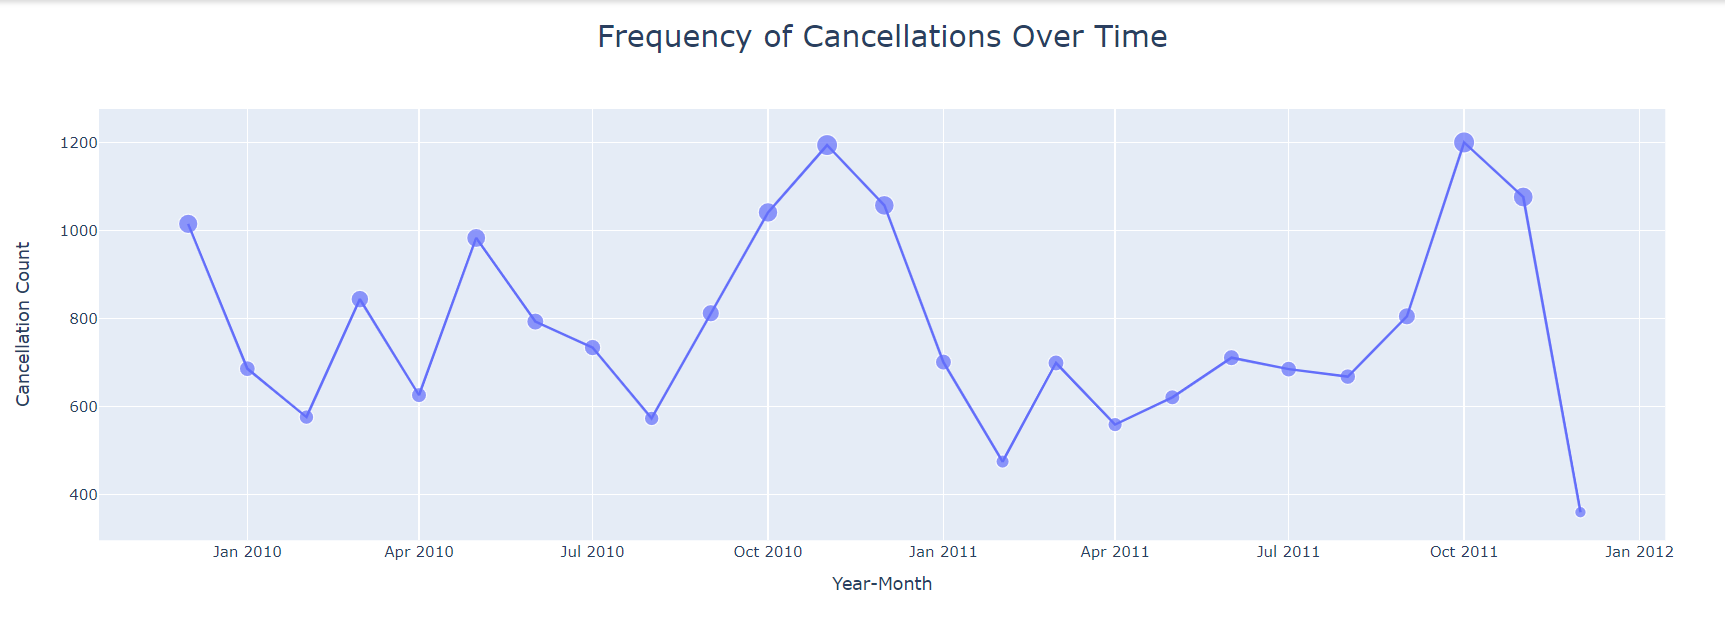 Frequency of Cancellations Over Time
1200
1000
800
600
400
Cancellation Count
Jan 2010 Apr 2010 Jul 2010 Oct 2010 Jan 2011 Apr 2011 Jul 2011 Oct 2011 Jan 2012
Year-Month